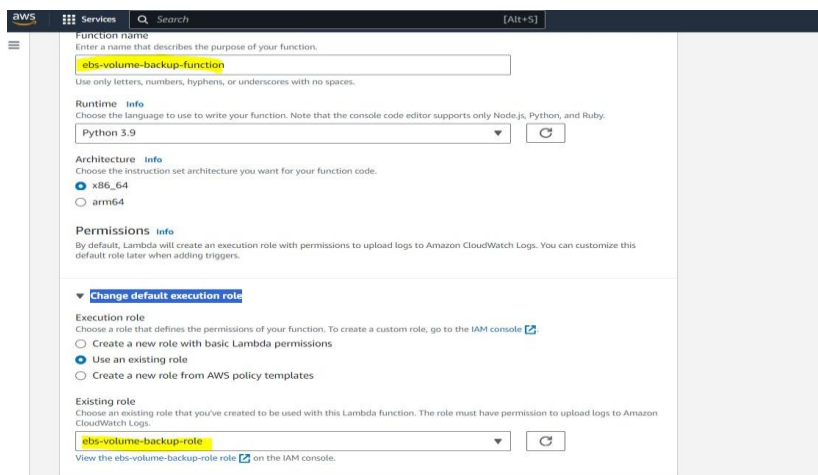 aws
Services
Search
[Alt+S]
Function name
Enter a name that describes the purpose of your function.
ebs-volume-backup-function
Use only letters, numbers, hyphens, or underscores with no spaces.
Runtime Info
Choose the language to use to write your function. Note that the console code editor supports only Node.js, Python, and Ruby.
Python 3.9
Architecture Info
Choose the instruction set architecture you want for your function code.
x86_64
arm64
Permissions Info
By default, Lambda will create an execution role with permissions to upload logs to Amazon CloudWatch Logs. You can customize this
default role later when adding triggers.
Change default execution role
Execution role
Choose a role that defines the permissions of your function. To create a custom role, go to the IAM console.
Create a new role with basic Lambda permissions
Use an existing role
Create a new role from AWS policy templates
Existing role
Choose an existing role that you've created to be used with this Lambda function. The role must have permission to upload logs to Amazon
CloudWatch Logs.
ebs-volume-backup-role
View the ebs-volume-backup-role role on the IAM console.